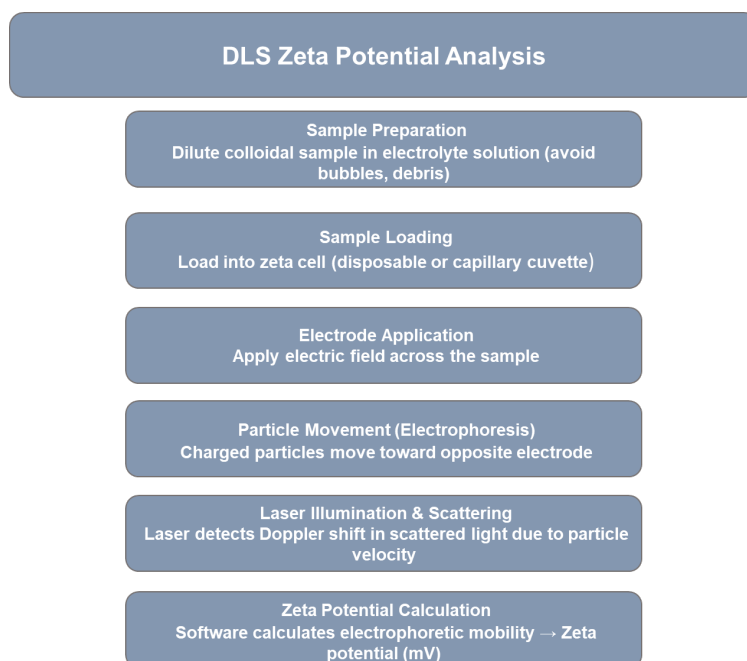 DLS Zeta Potential Analysis
Sample Preparation
Dilute colloidal sample in electrolyte solution (avoid
bubbles, debris)
Sample Loading
Load into zeta cell (disposable or capillary cuvette)
Electrode Application
Apply electric field across the sample
Particle Movement (Electrophoresis)
Charged particles move toward opposite electrode
Laser Illumination & Scattering
Laser detects Doppler shift in scattered light due to particle
velocity
Zeta Potential Calculation
Software calculates electrophoretic mobility → Zeta
potential (mV)